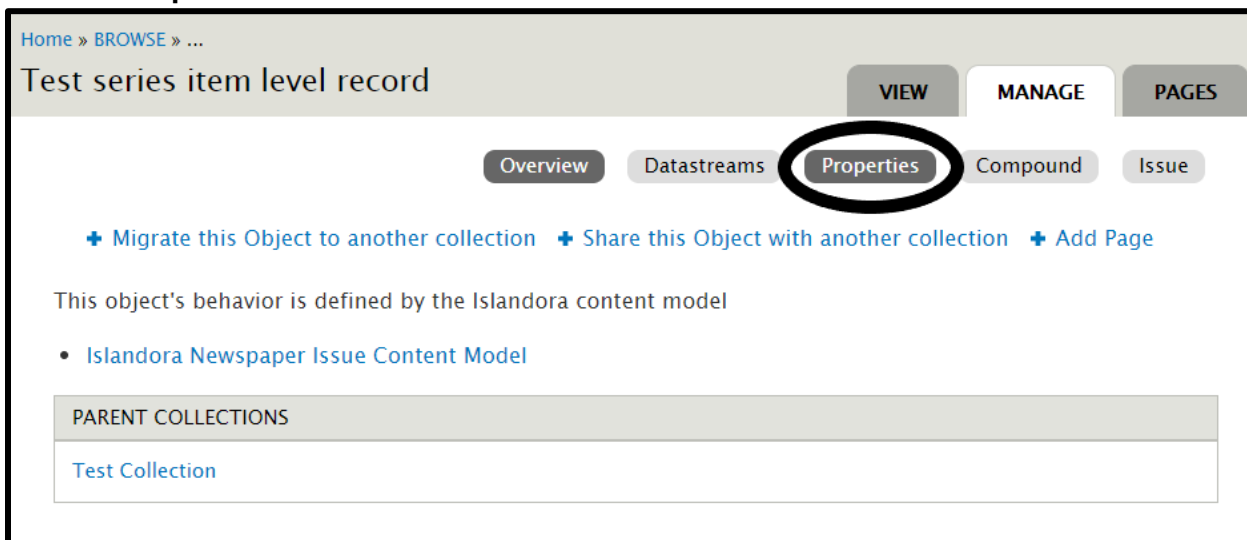 Home » BROWSE » ...
Test series item level record
VIEW MANAGE PAGES
Overview Datastreams Properties Compound Issue
+ Migrate this Object to another collection + Share this Object with another collection + Add Page
This object's behavior is defined by the Islandora content model
• Islandora Newspaper Issue Content Model
PARENT COLLECTIONS
Test Collection